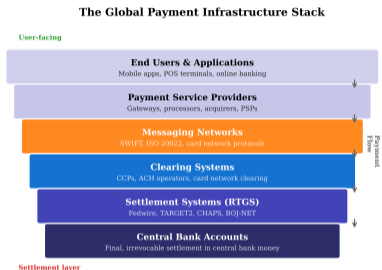 The Global Payment Infrastructure Stack
User-facing
End Users & Applications
Mobile apps, POS terminals, online banking
Payment Service Providers
Gateways, processors, acquirers, PSPs
Messaging Networks
SWIFT, ISO 20022, card network protocols
Clearing Systems
CCPs, ACH operators, card network clearing
Settlement Systems (RTGS)
Fedwire, TARGET2, CHAPS, BOJ-NET
Central Bank Accounts
Final, irrevocable settlement in central bank money
Payment
Flow
Settlement layer